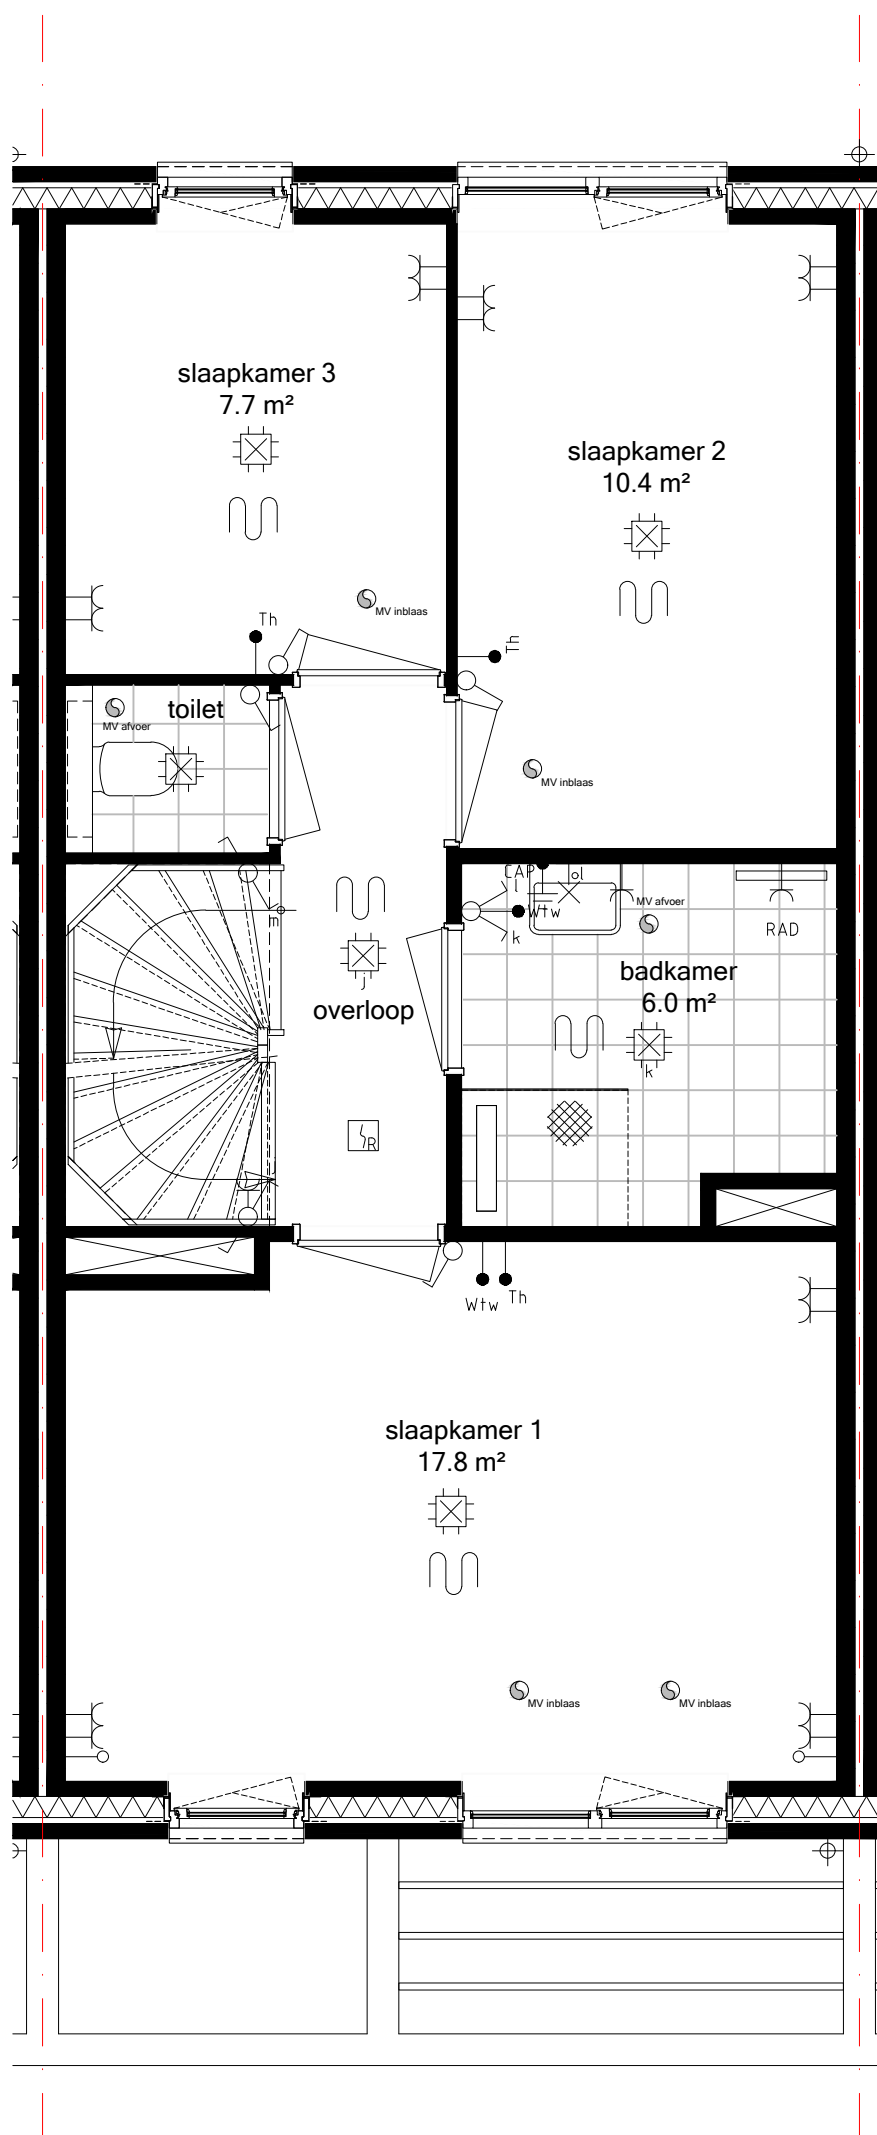 slaapkamer 3
7.7 m²
slaapkamer 2
10.4 m²
MV inblaas
Th
Th
toilet
MV afvoer
MV inblaas
CAP
l
ol
Wtw
k
MV afvoer
RAD
m
j
overloop
badkamer
6.0 m²
k
R
Wtw
Th
slaapkamer 1
17.8 m²
MV inblaas
MV inblaas